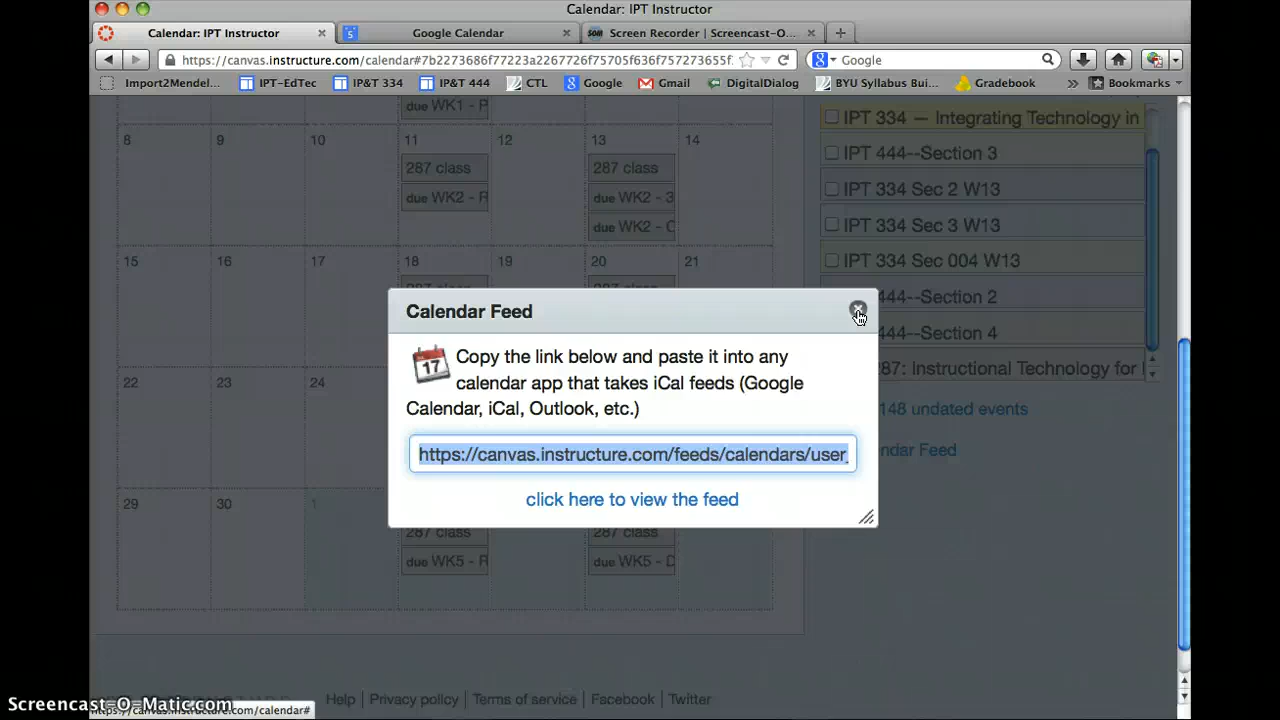 Calendar: IPT Instructor
Calendar: IPT Instructor
5 Google Calendar
som Screen Recorder | Screencast-O...
https://canvas.instructure.com/calendar#7b2273686f77223a2267726f75705f636f757273655f
Google
Import2Mendel... IPT-EdTec IP&T 334 IP&T 444 CTL Google Gmail DigitalDialog BYU Syllabus Bui... Gradebook » Bookmarks
due WK1 - P
8 9 10 11 12 13 14
287 class 287 class
due WK2 - R due WK2 - 3
due WK2 - C
15 16 17 18 19 20 21
22 23 24
29 30 1
287 class 287 class
due WK5 - R due WK5 - D
IPT 334 — Integrating Technology in
IPT 444--Section 3
IPT 334 Sec 2 W13
IPT 334 Sec 3 W13
IPT 334 Sec 004 W13
444--Section 2
444--Section 4
87: Instructional Technology for
148 undated events
ndar Feed
Calendar Feed
17
Copy the link below and paste it into any
calendar app that takes iCal feeds (Google
Calendar, iCal, Outlook, etc.)
https://canvas.instructure.com/feeds/calendars/user_
click here to view the feed
Help Privacy policy Terms of service Facebook Twitter
Screencast-O-Matic.com
https://canvas.instructure.com/calendar#